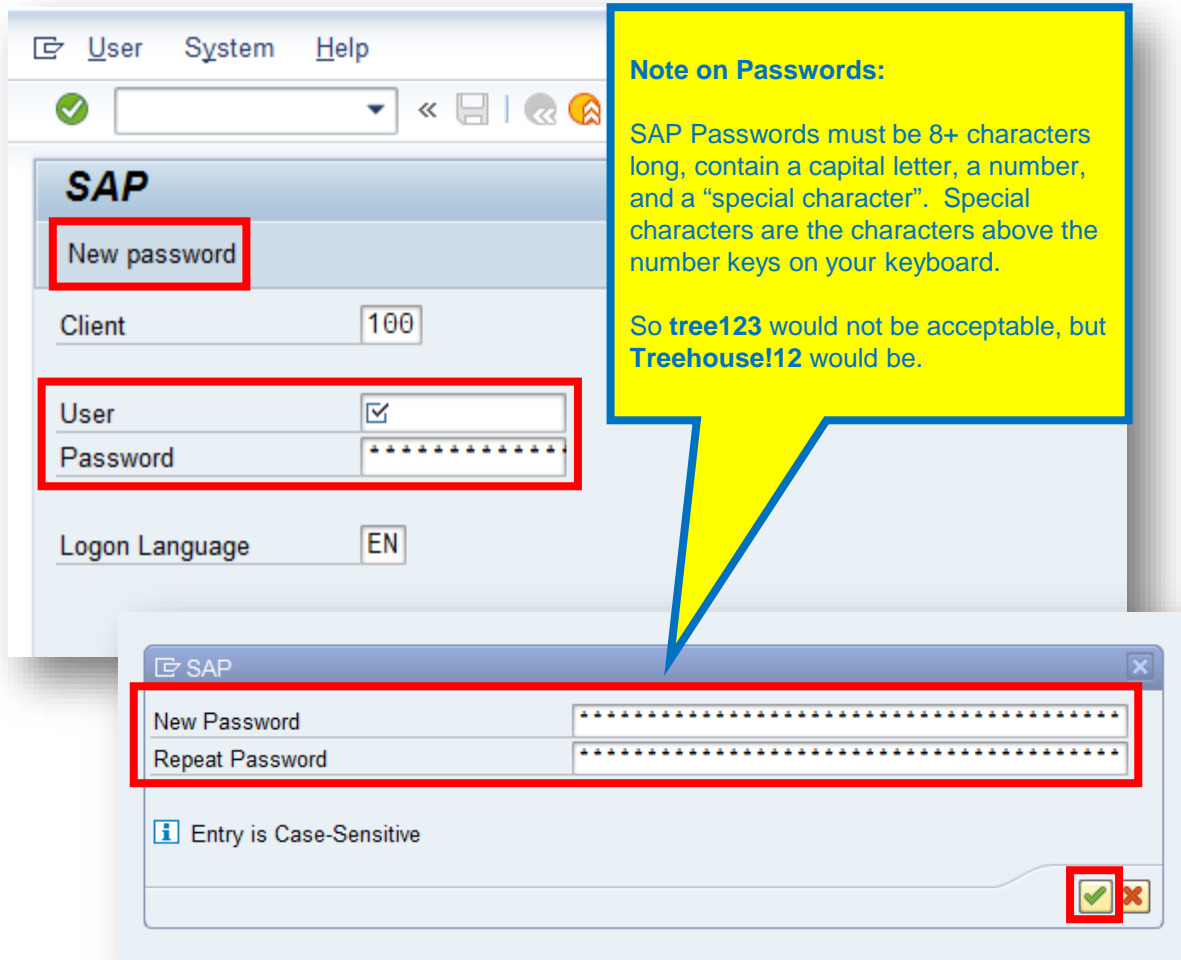 User System Help
Note on Passwords:
SAP Passwords must be 8+ characters
long, contain a capital letter, a number,
and a “special character”. Special
characters are the characters above the
number keys on your keyboard.
So tree123 would not be acceptable, but
Treehouse!12 would be.
SAP
New password
Client 100
User
Password *************
Logon Language EN
SAP
New Password ****************************************
Repeat Password ****************************************
Entry is Case-Sensitive